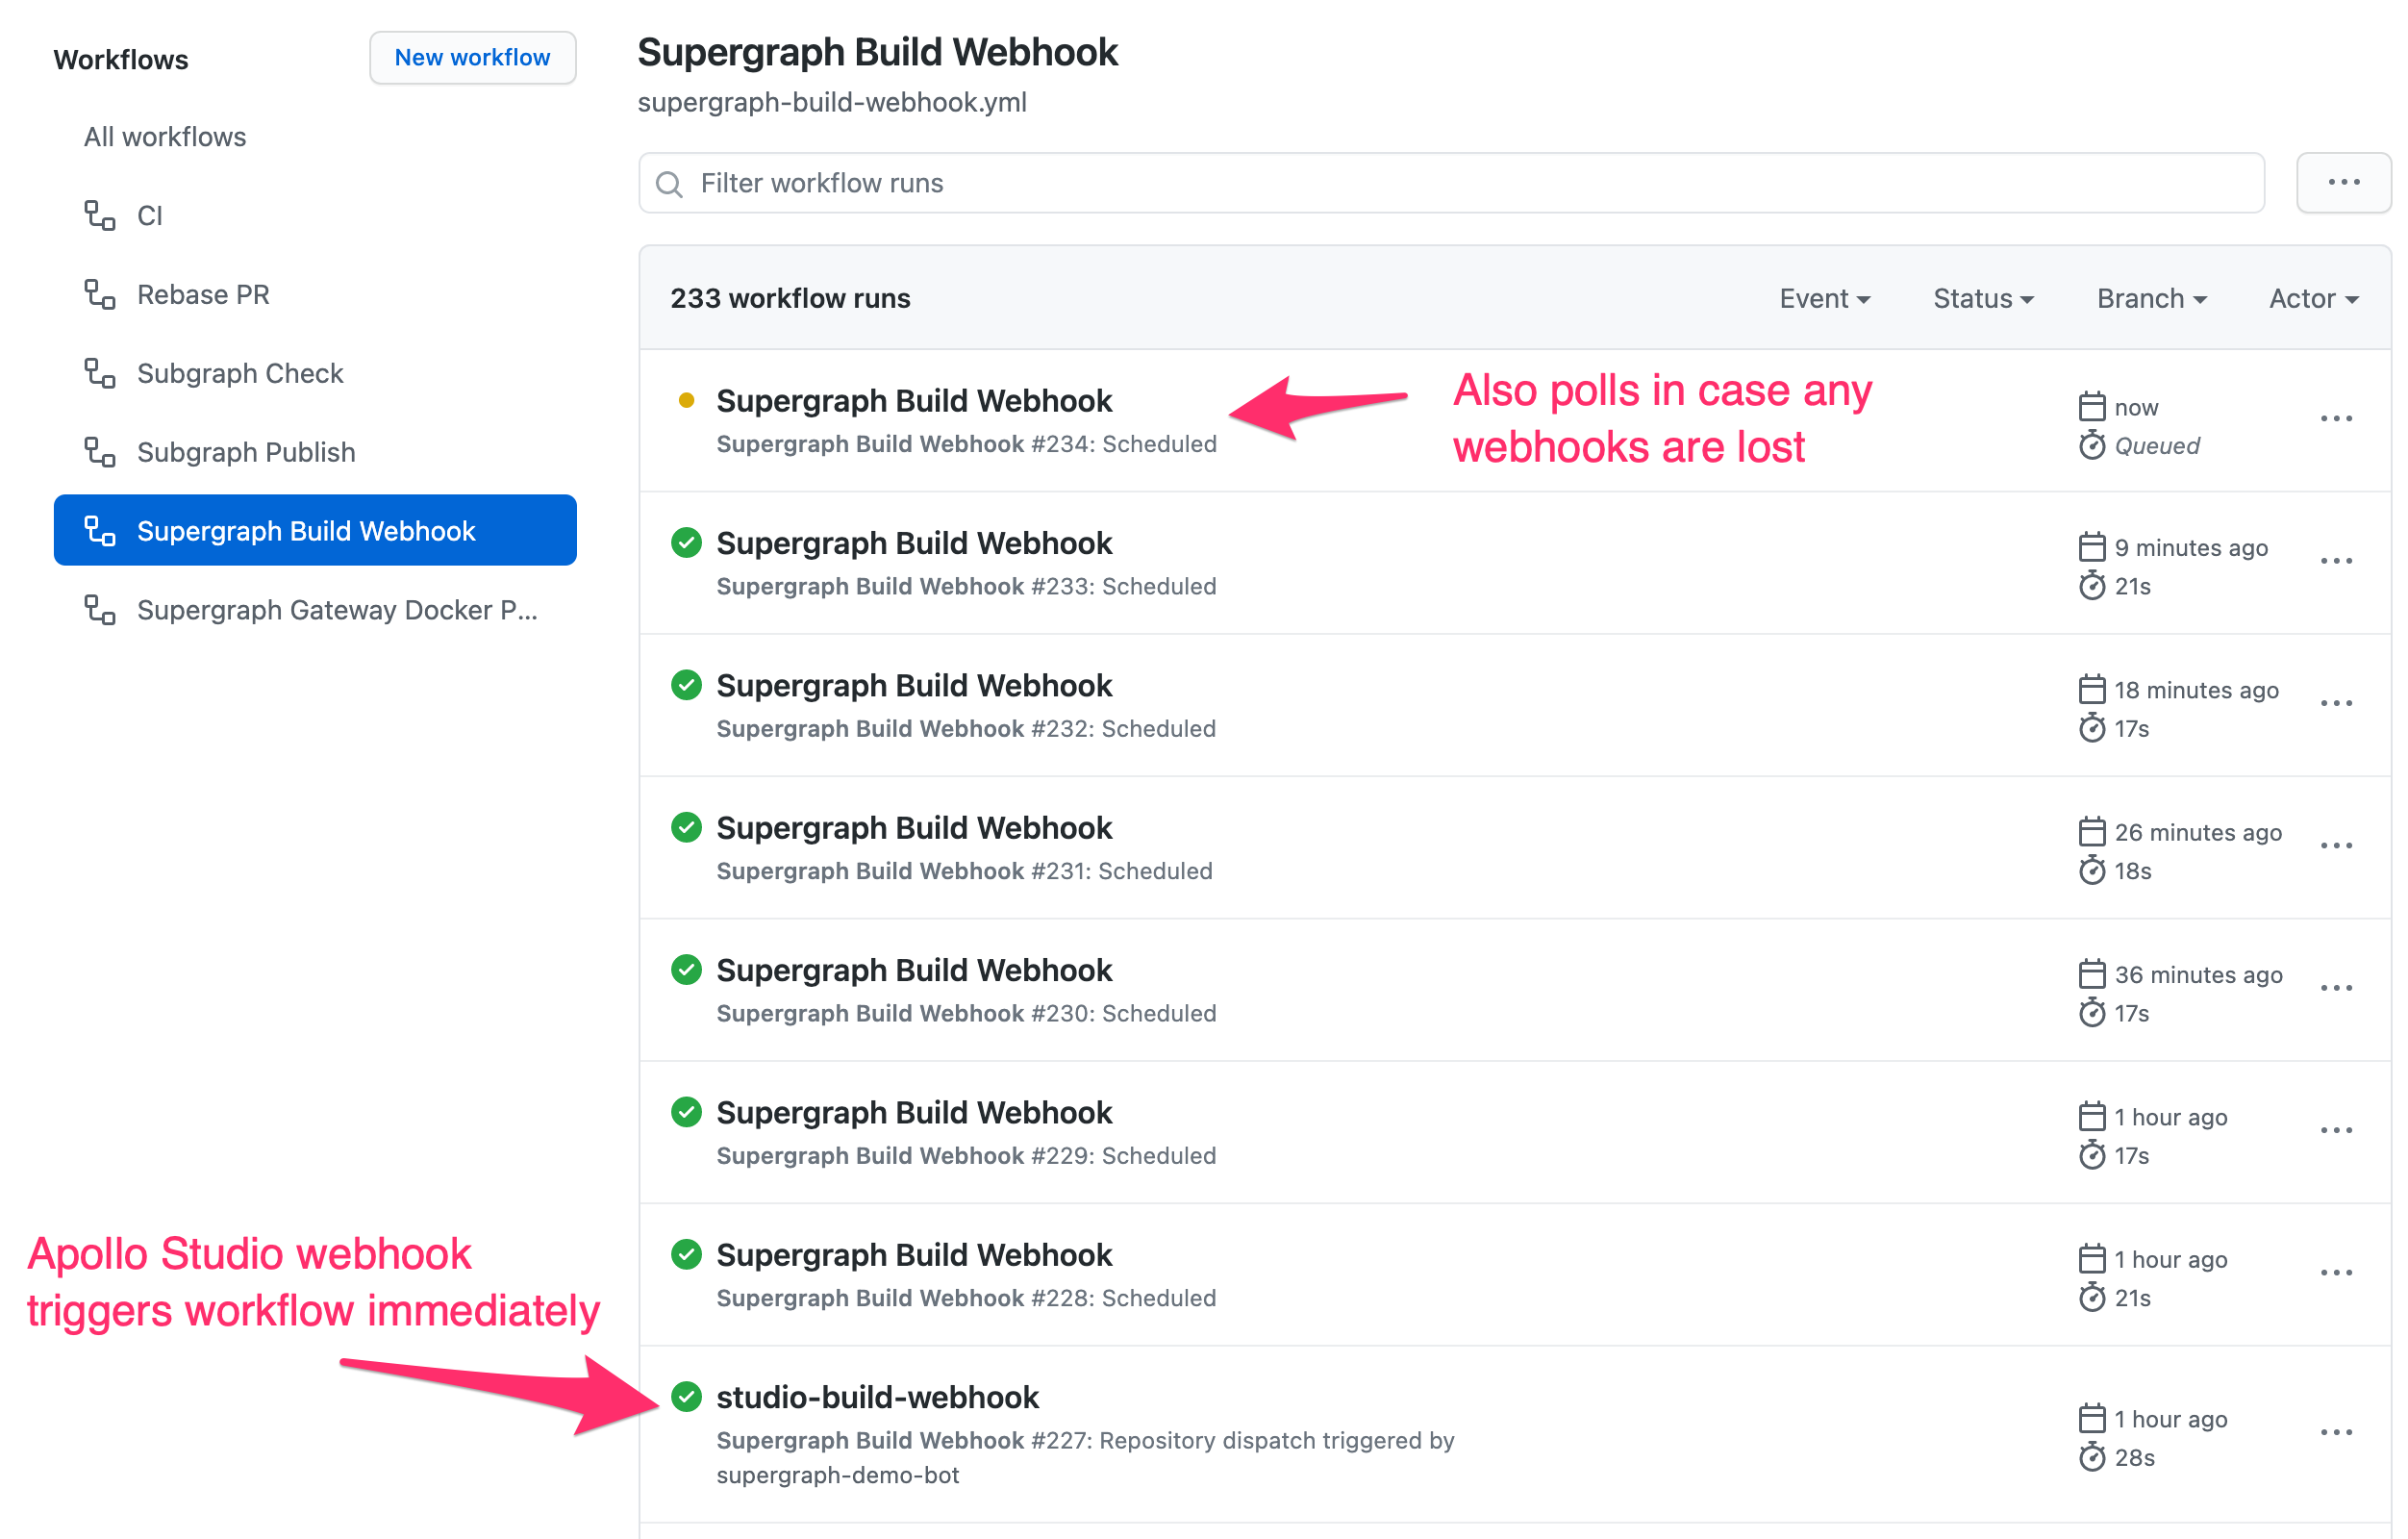 Workflows
New workflow
All workflows
CI
Rebase PR
Subgraph Check
Subgraph Publish
Supergraph Build Webhook
Supergraph Gateway Docker P...
Apollo Studio webhook
triggers workflow immediately
Supergraph Build Webhook
supergraph-build-webhook.yml
Filter workflow runs
233 workflow runs
Event
Status
Branch
Actor
Supergraph Build Webhook
Supergraph Build Webhook #234: Scheduled
Also polls in case any
webhooks are lost
now
Queued
Supergraph Build Webhook
Supergraph Build Webhook #233: Scheduled
9 minutes ago
21s
Supergraph Build Webhook
Supergraph Build Webhook #232: Scheduled
18 minutes ago
17s
Supergraph Build Webhook
Supergraph Build Webhook #231: Scheduled
26 minutes ago
18s
Supergraph Build Webhook
Supergraph Build Webhook #230: Scheduled
36 minutes ago
17s
Supergraph Build Webhook
Supergraph Build Webhook #229: Scheduled
1 hour ago
17s
Supergraph Build Webhook
Supergraph Build Webhook #228: Scheduled
1 hour ago
21s
studio-build-webhook
Supergraph Build Webhook #227: Repository dispatch triggered by
supergraph-demo-bot
1 hour ago
28s